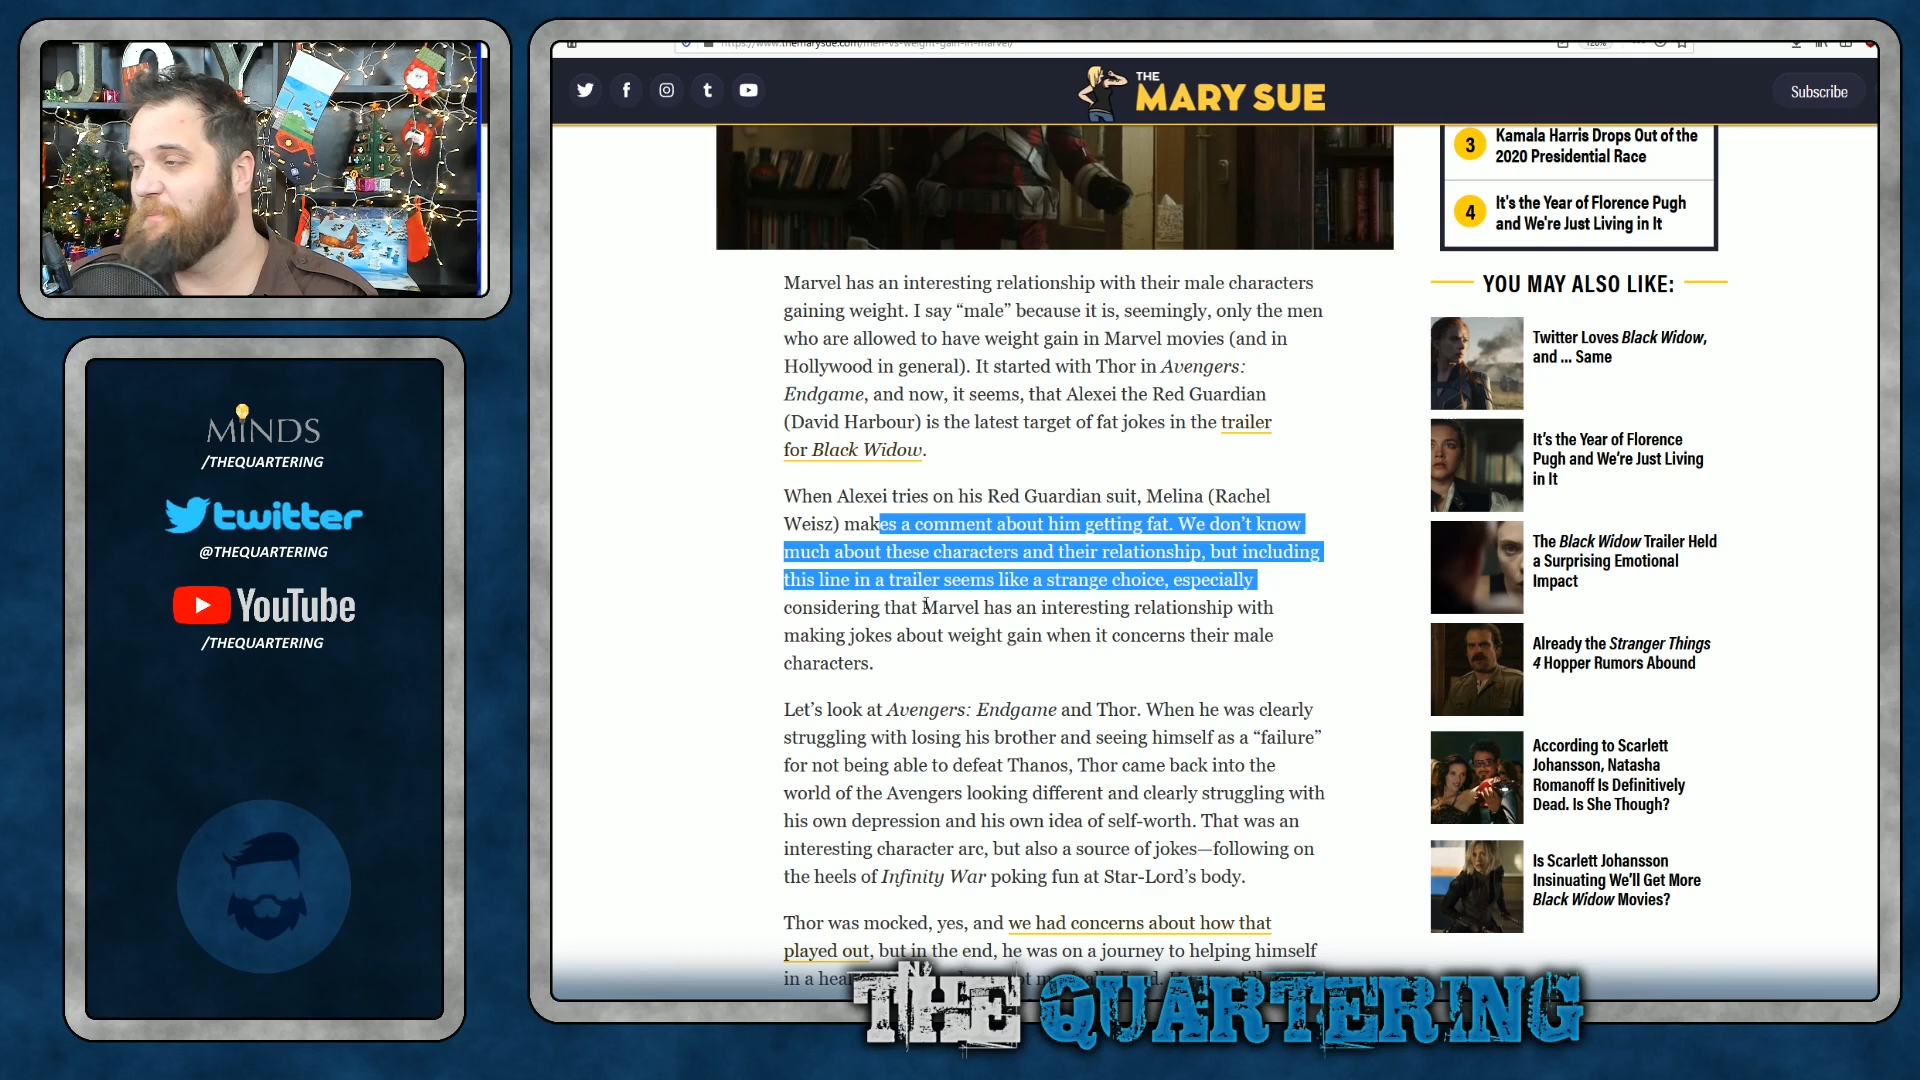 JOY
MINDS
/THEQUARTERING
twitter
@THEQUARTERING
YouTube
/THEQUARTERING
https://www.themarysue.com/men-vs-weight-gain-in-marvel/
120%
THE
MARY SUE
Subscribe
3 Kamala Harris Drops Out of the
2020 Presidential Race
4 It's the Year of Florence Pugh
and We're Just Living in It
Marvel has an interesting relationship with their male characters
gaining weight. I say “male” because it is, seemingly, only the men
who are allowed to have weight gain in Marvel movies (and in
Hollywood in general). It started with Thor in Avengers:
Endgame, and now, it seems, that Alexei the Red Guardian
(David Harbour) is the latest target of fat jokes in the trailer
for Black Widow.
When Alexei tries on his Red Guardian suit, Melina (Rachel
Weisz) makes a comment about him getting fat. We don’t know
much about these characters and their relationship, but including
this line in a trailer seems like a strange choice, especially
considering that Marvel has an interesting relationship with
making jokes about weight gain when it concerns their male
characters.
Let’s look at Avengers: Endgame and Thor. When he was clearly
struggling with losing his brother and seeing himself as a “failure”
for not being able to defeat Thanos, Thor came back into the
world of the Avengers looking different and clearly struggling with
his own depression and his own idea of self-worth. That was an
interesting character arc, but also a source of jokes—following on
the heels of Infinity War poking fun at Star-Lord’s body.
Thor was mocked, yes, and we had concerns about how that
played out, but in the end, he was on a journey to helping himself
in a
YOU MAY ALSO LIKE:
Twitter Loves Black Widow,
and ... Same
It’s the Year of Florence
Pugh and We’re Just Living
in It
The Black Widow Trailer Held
a Surprising Emotional
Impact
Already the Stranger Things
4 Hopper Rumors Abound
According to Scarlett
Johansson, Natasha
Romanoff Is Definitively
Dead. Is She Though?
Is Scarlett Johansson
Insinuating We’ll Get More
Black Widow Movies?
THE QUARTERING